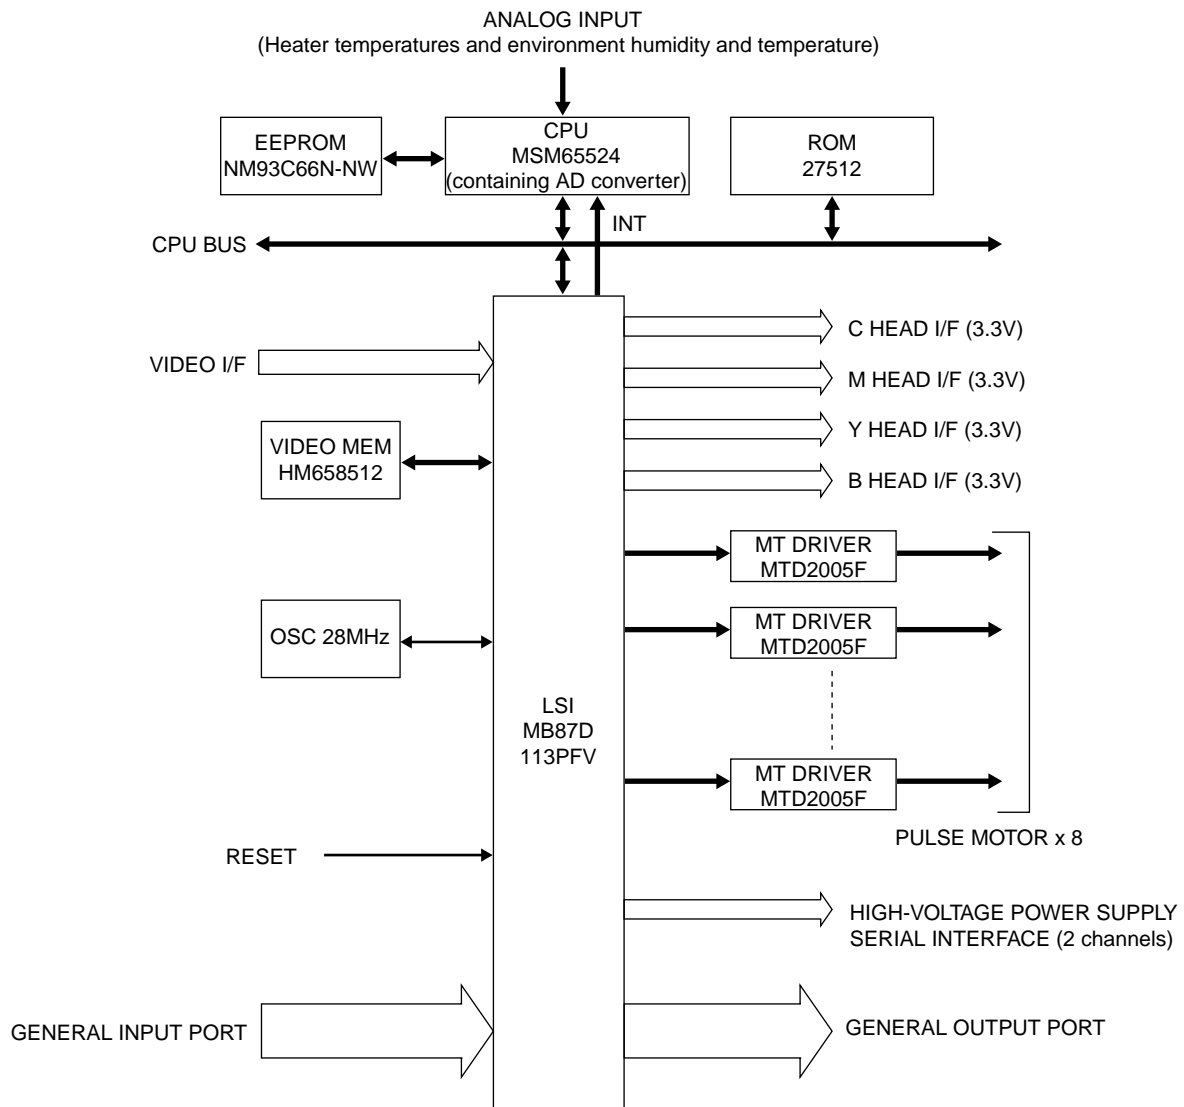 ANALOG INPUT
(Heater temperatures and environment humidity and temperature)
EEPROM
NM93C66N-NW
CPU
MSM65524
(containing AD converter)
ROM
27512
INT
CPU BUS
VIDEO I/F
C HEAD I/F (3.3V)
M HEAD I/F (3.3V)
Y HEAD I/F (3.3V)
B HEAD I/F (3.3V)
VIDEO MEM
HM658512
MT DRIVER
MTD2005F
OSC 28MHz
MT DRIVER
MTD2005F
LSI
MB87D
113PFV
MT DRIVER
MTD2005F
PULSE MOTOR x 8
RESET
HIGH-VOLTAGE POWER SUPPLY
SERIAL INTERFACE (2 channels)
GENERAL INPUT PORT
GENERAL OUTPUT PORT